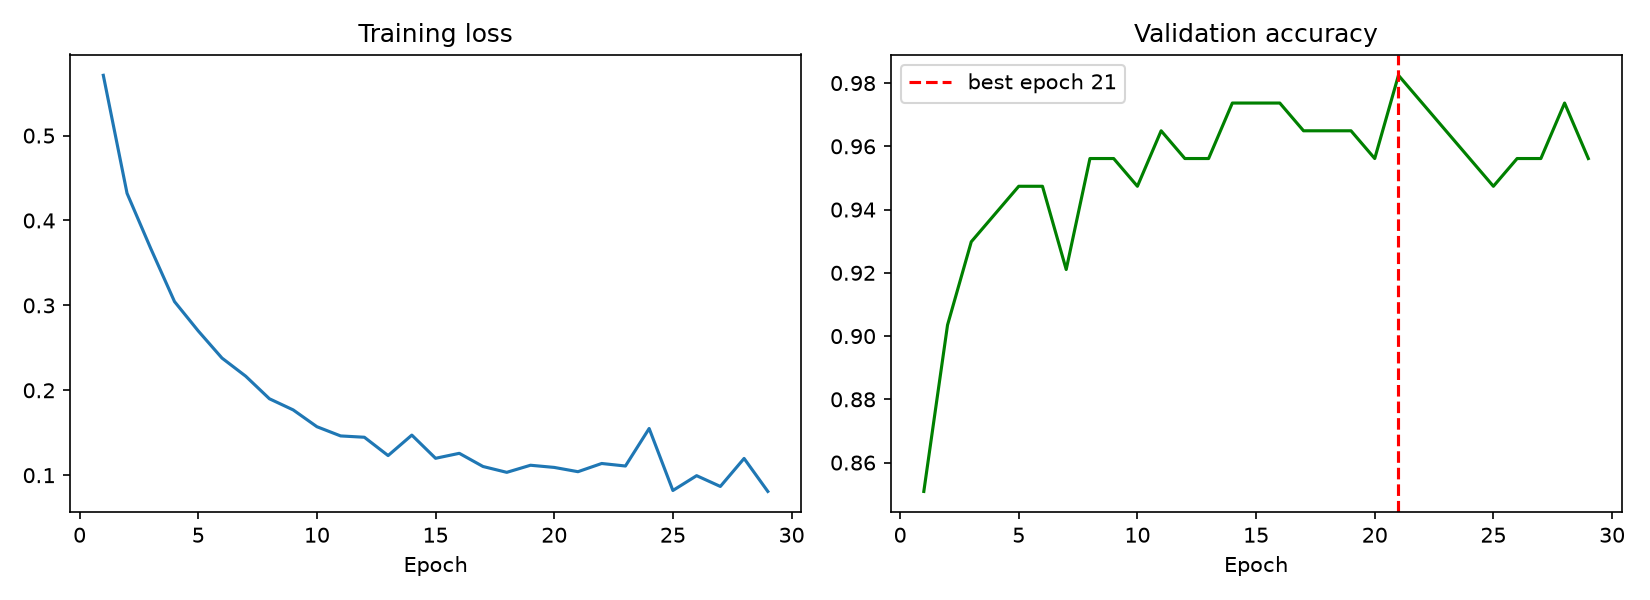 Training loss
0.5
0.4
0.3
0.2
0.1
0 5 10 15 20 25 30
Epoch
Validation accuracy
best epoch 21
0.98
0.96
0.94
0.92
0.90
0.88
0.86
0 5 10 15 20 25 30
Epoch